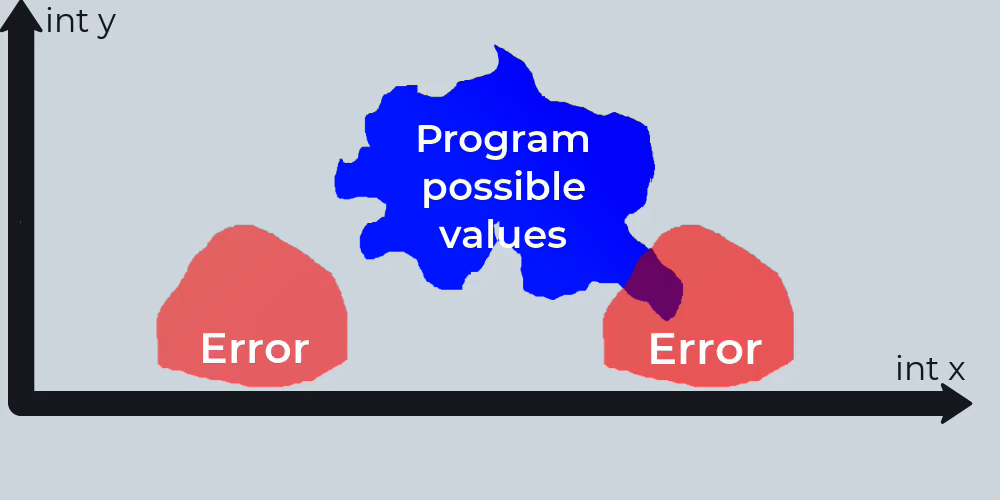 int y
Program
possible
values
Error
Error
int x